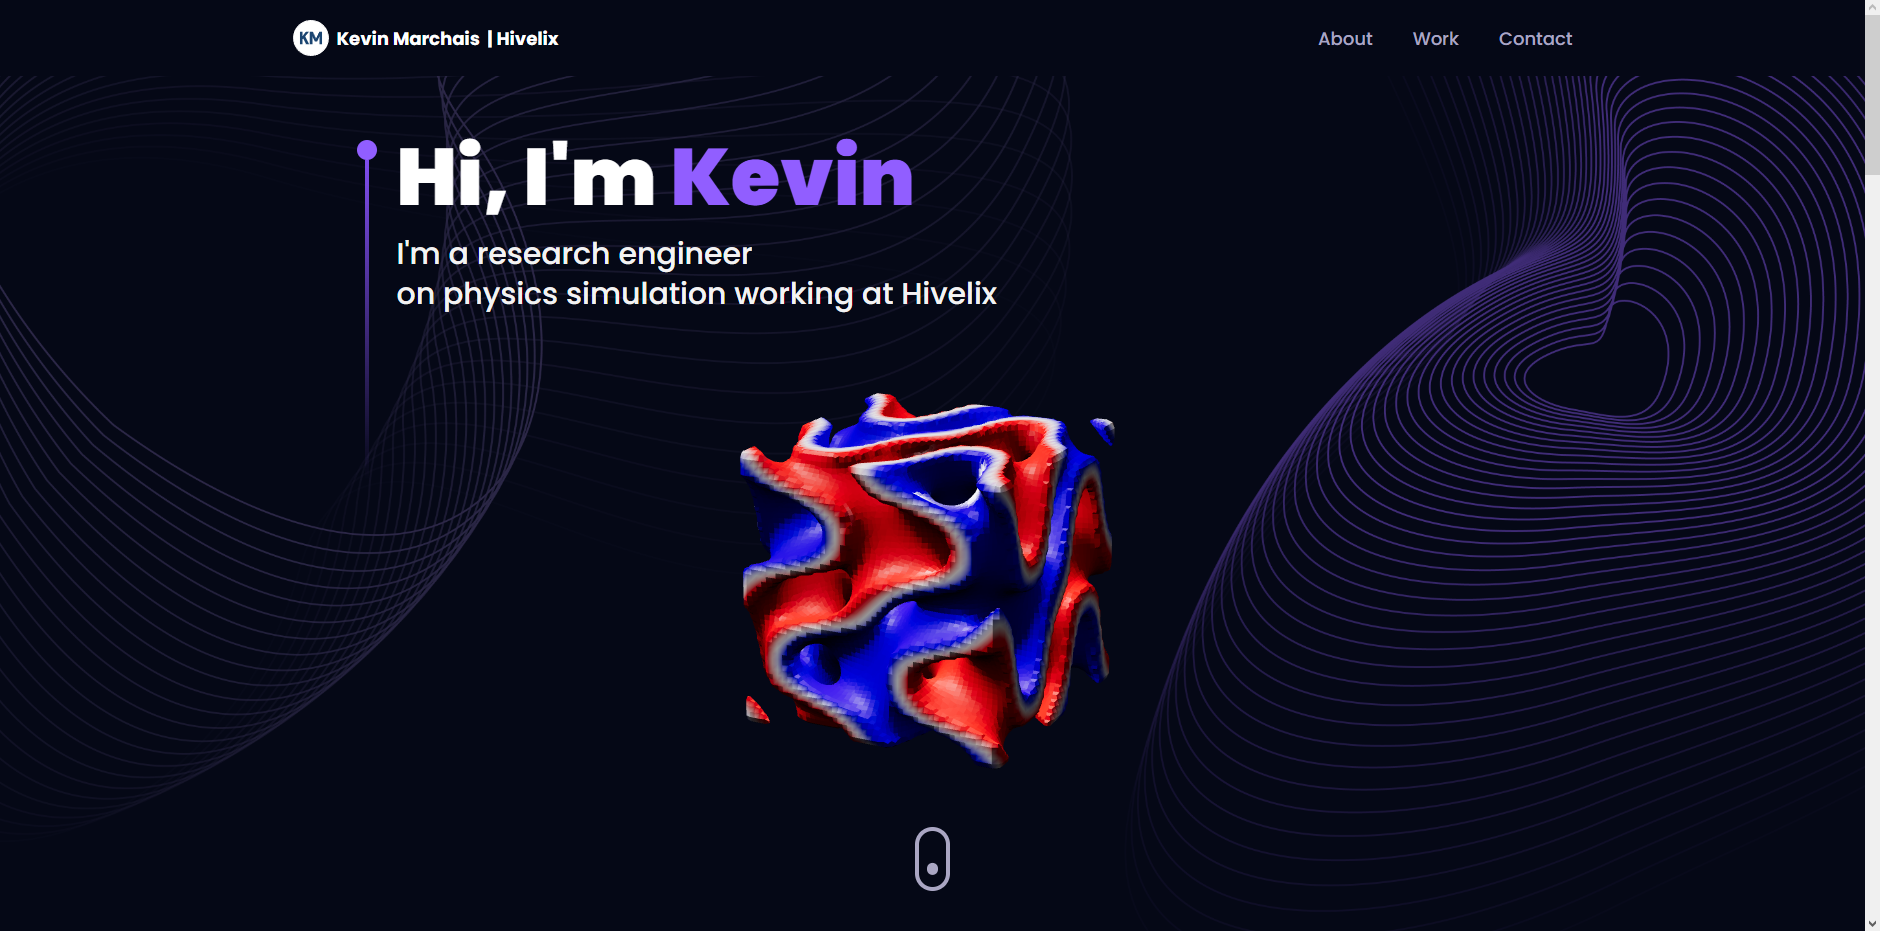 KM
Kevin Marchais | Hivelix
About
Work
Contact
Hi, I'm Kevin
I'm a research engineer
on physics simulation working at Hivelix